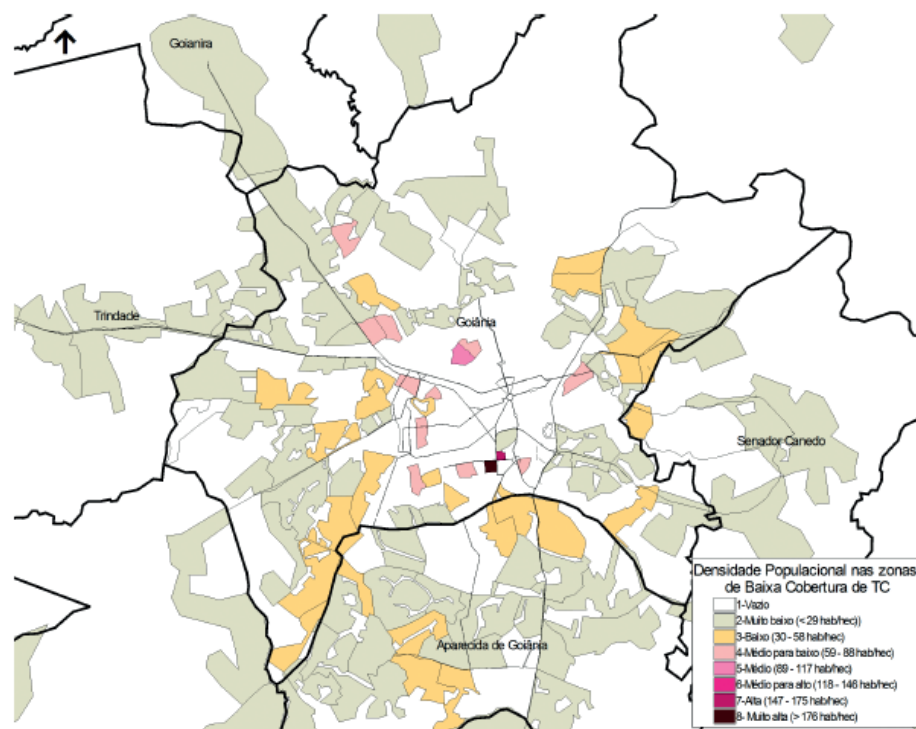 Goianira
Trindade
Goiânia
Senador Canedo
Aparecida de Goiânia
Densidade Populacional nas zonas
de Baixa Cobertura de TC
1-Vazio
2-Muito baixo (< 29 hab/hec))
3-Baixo (30 - 58 hab/hec)
4-Médio para baixo (59 - 88 hab/hec)
5-Médio (89 - 117 hab/hec)
6-Médio para alto (118 - 146 hab/hec)
7-Alta (147 - 175 hab/hec)
8- Muito alta (> 176 hab/hec)